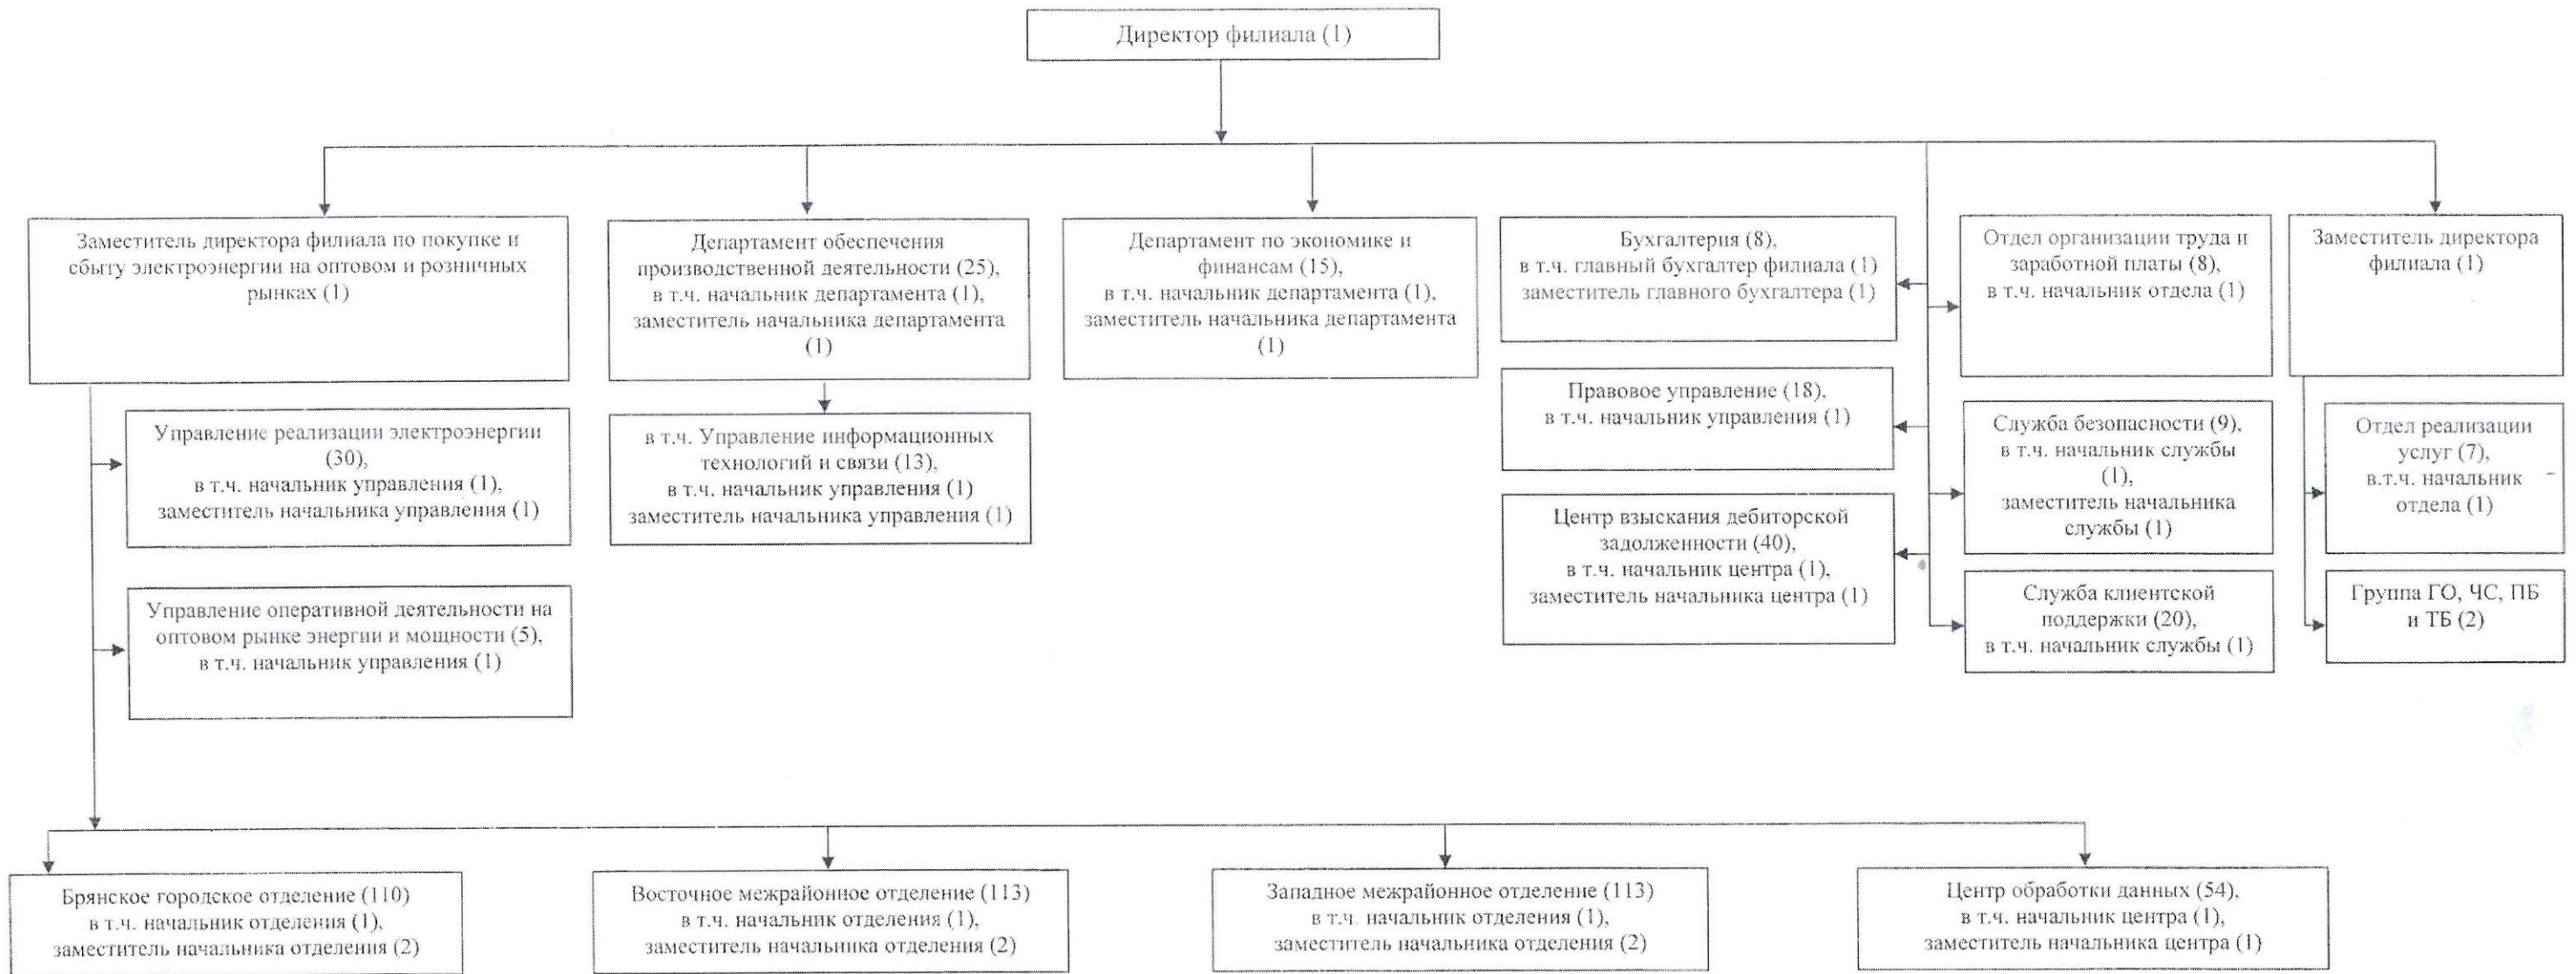 Директор филиала (1)
Заместитель директора филиала по покупке и
сбыту электроэнергии на оптовом и розничных
рынках (1)
Департамент обеспечения
производственной деятельности (25),
в т.ч. начальник департамента (1),
заместитель начальника департамента
(1)
Департамент по экономике и
финансам (15),
в т.ч. начальник департамента (1),
заместитель начальника департамента
(1)
Бухгалтерия (8),
в т.ч. главный бухгалтер филиала (1)
заместитель главного бухгалтера (1)
Отдел организации труда и
заработной платы (8),
в т.ч. начальник отдела (1)
Заместитель директора
филиала (1)
Управление реализации электроэнергии
(30),
в т.ч. начальник управления (1),
заместитель начальника управления (1)
в т.ч. Управление информационных
технологий и связи (13),
в т.ч. начальник управления (1)
заместитель начальника управления (1)
Правовое управление (18),
в т.ч. начальник управления (1)
Служба безопасности (9),
в т.ч. начальник службы
(1),
заместитель начальника
службы (1)
Отдел реализации
услуг (7),
в.т.ч. начальник
отдела (1)
Центр взыскания дебиторской
задолженности (40),
в т.ч. начальник центра (1),
заместитель начальника центра (1)
Управление оперативной деятельности на
оптовом рынке энергии и мощности (5),
в т.ч. начальник управления (1)
Служба клиентской
поддержки (20),
в т.ч. начальник службы (1)
Группа ГО, ЧС, ПБ
и ТБ (2)
Брянское городское отделение (110)
в т.ч. начальник отделения (1),
заместитель начальника отделения (2)
Восточное межрайонное отделение (113)
в т.ч. начальник отделения (1),
заместитель начальника отделения (2)
Западное межрайонное отделение (113)
в т.ч. начальник отделения (1),
заместитель начальника отделения (2)
Центр обработки данных (54),
в т.ч. начальник центра (1),
заместитель начальника центра (1)